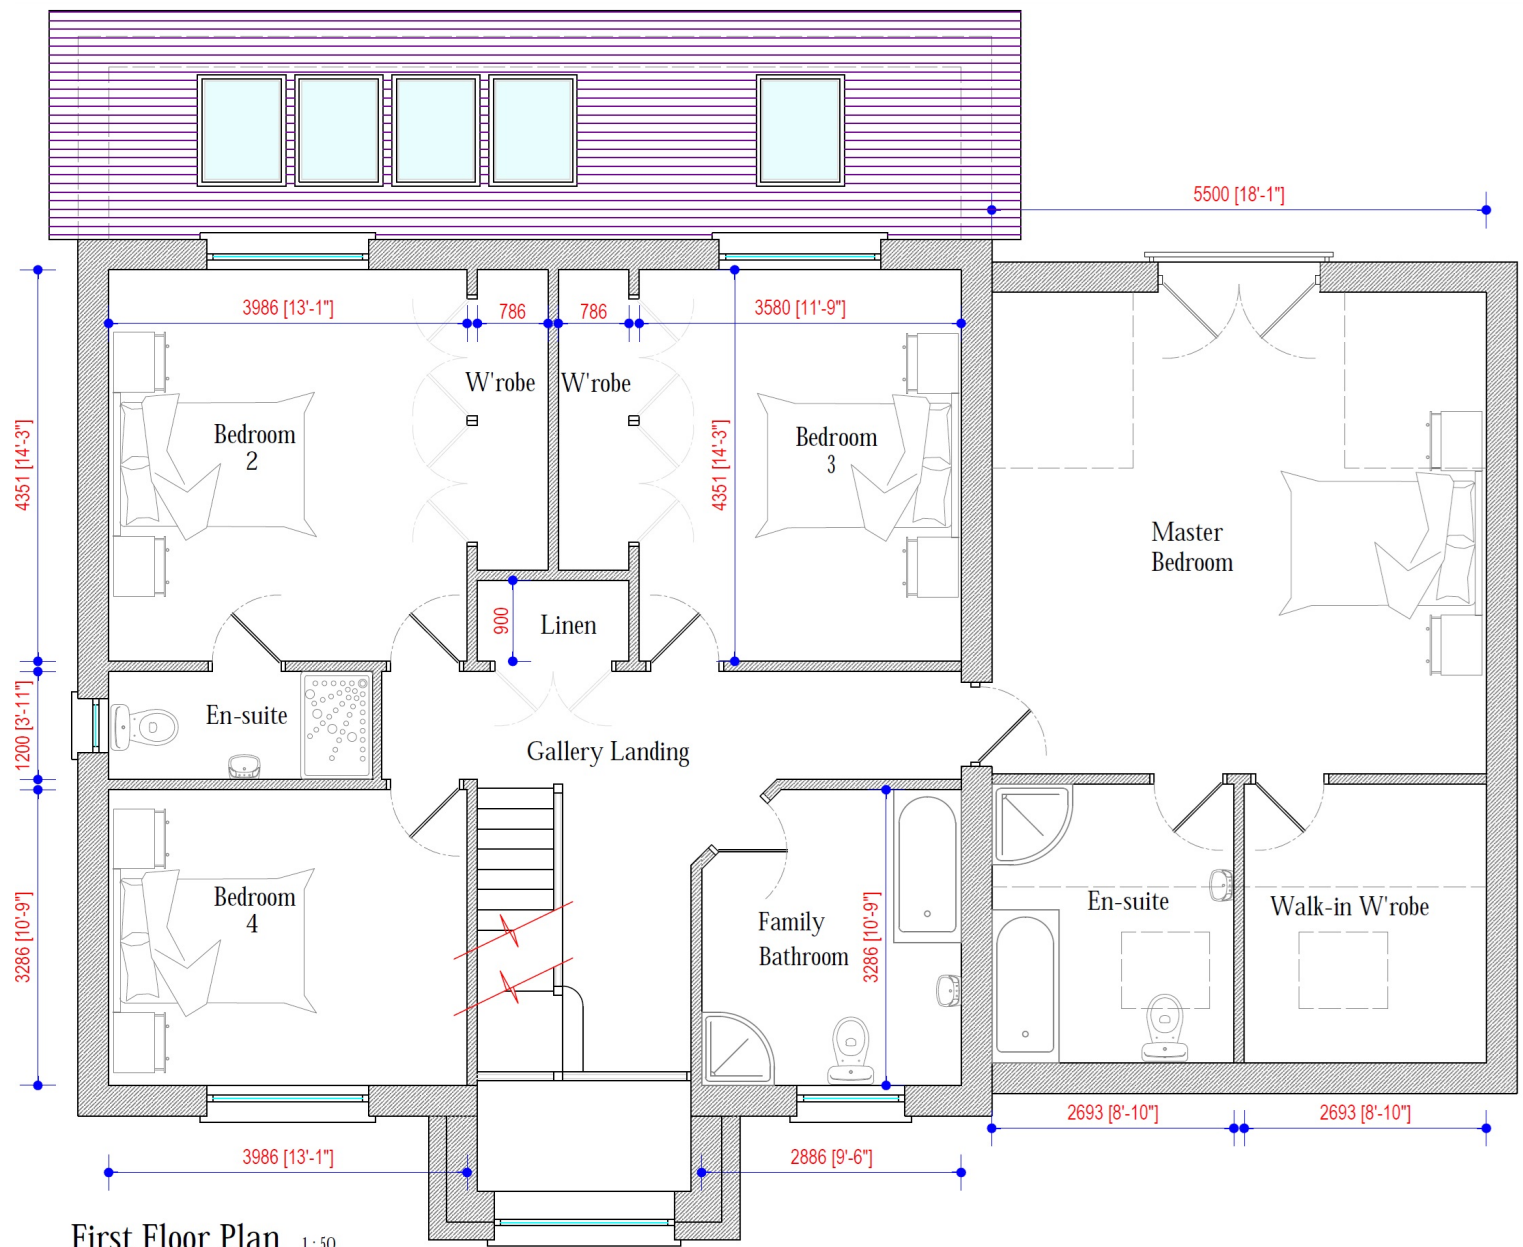 5500 [18'-1"]
3986 [13'-1"]
786
786
3580 [11'-9"]
W'robe
W'robe
4351 [14'-3"]
Bedroom
2
4351 [14'-3"]
Bedroom
3
Master
Bedroom
900
Linen
1200 [3'-11"]
En-suite
Gallery Landing
3286 [10'-9"]
Bedroom
4
Family
Bathroom
3286 [10'-9"]
En-suite
Walk-in W'robe
2693 [8'-10"]
2693 [8'-10"]
3986 [13'-1"]
2886 [9'-6"]
First Floor Plan 1:50